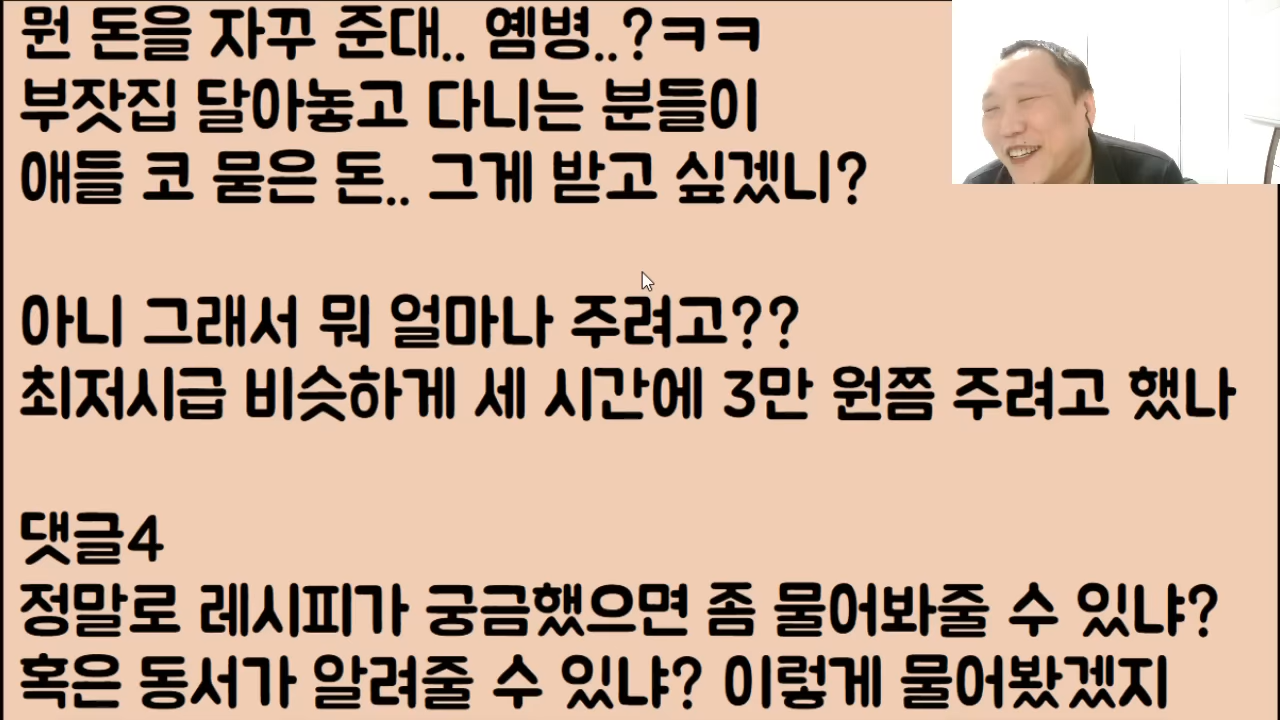 뭔 돈을 자꾸 준대.. 옘병..?ㅋㅋ
부잣집 달아놓고 다니는 분들이
애들 코 묻은 돈.. 그게 받고 싶겠니?
아니 그래서 뭐 얼마나 주려고??
최저시급 비슷하게 세 시간에 3만 원쯤 주려고 했나
댓글4
정말로 레시피가 궁금했으면 좀 물어봐줄 수 있냐?
혹은 동서가 알려줄 수 있냐? 이렇게 물어봤겠지